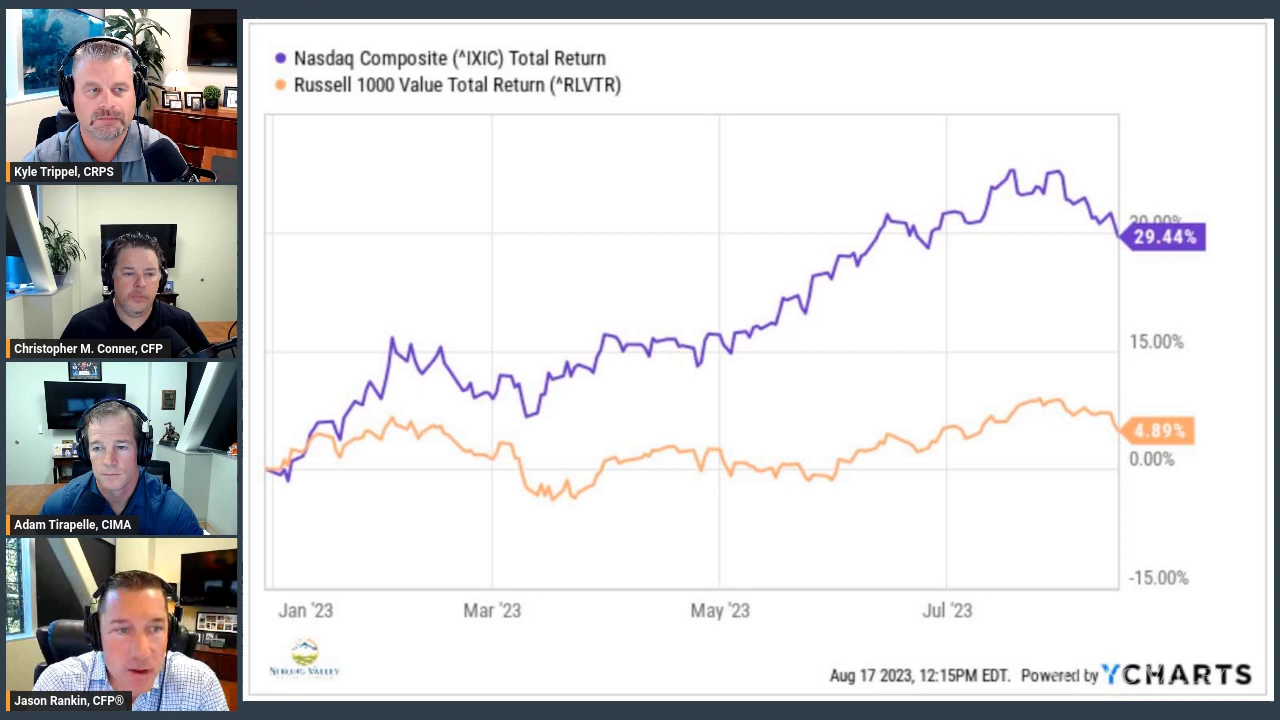 Kyle Trippel, CRPS
Christopher M. Conner, CFP
Adam Tirapelle, CIMA
Jason Rankin, CFP®
Nasdaq Composite (^IXIC) Total Return
Russell 1000 Value Total Return (^RLVTR)
29.44%
15.00%
4.89%
0.00%
-15.00%
Jan '23 Mar '23 May '23 Jul '23
STRONG VALLEY
Aug 17 2023, 12:15PM EDT. Powered by YCHARTS